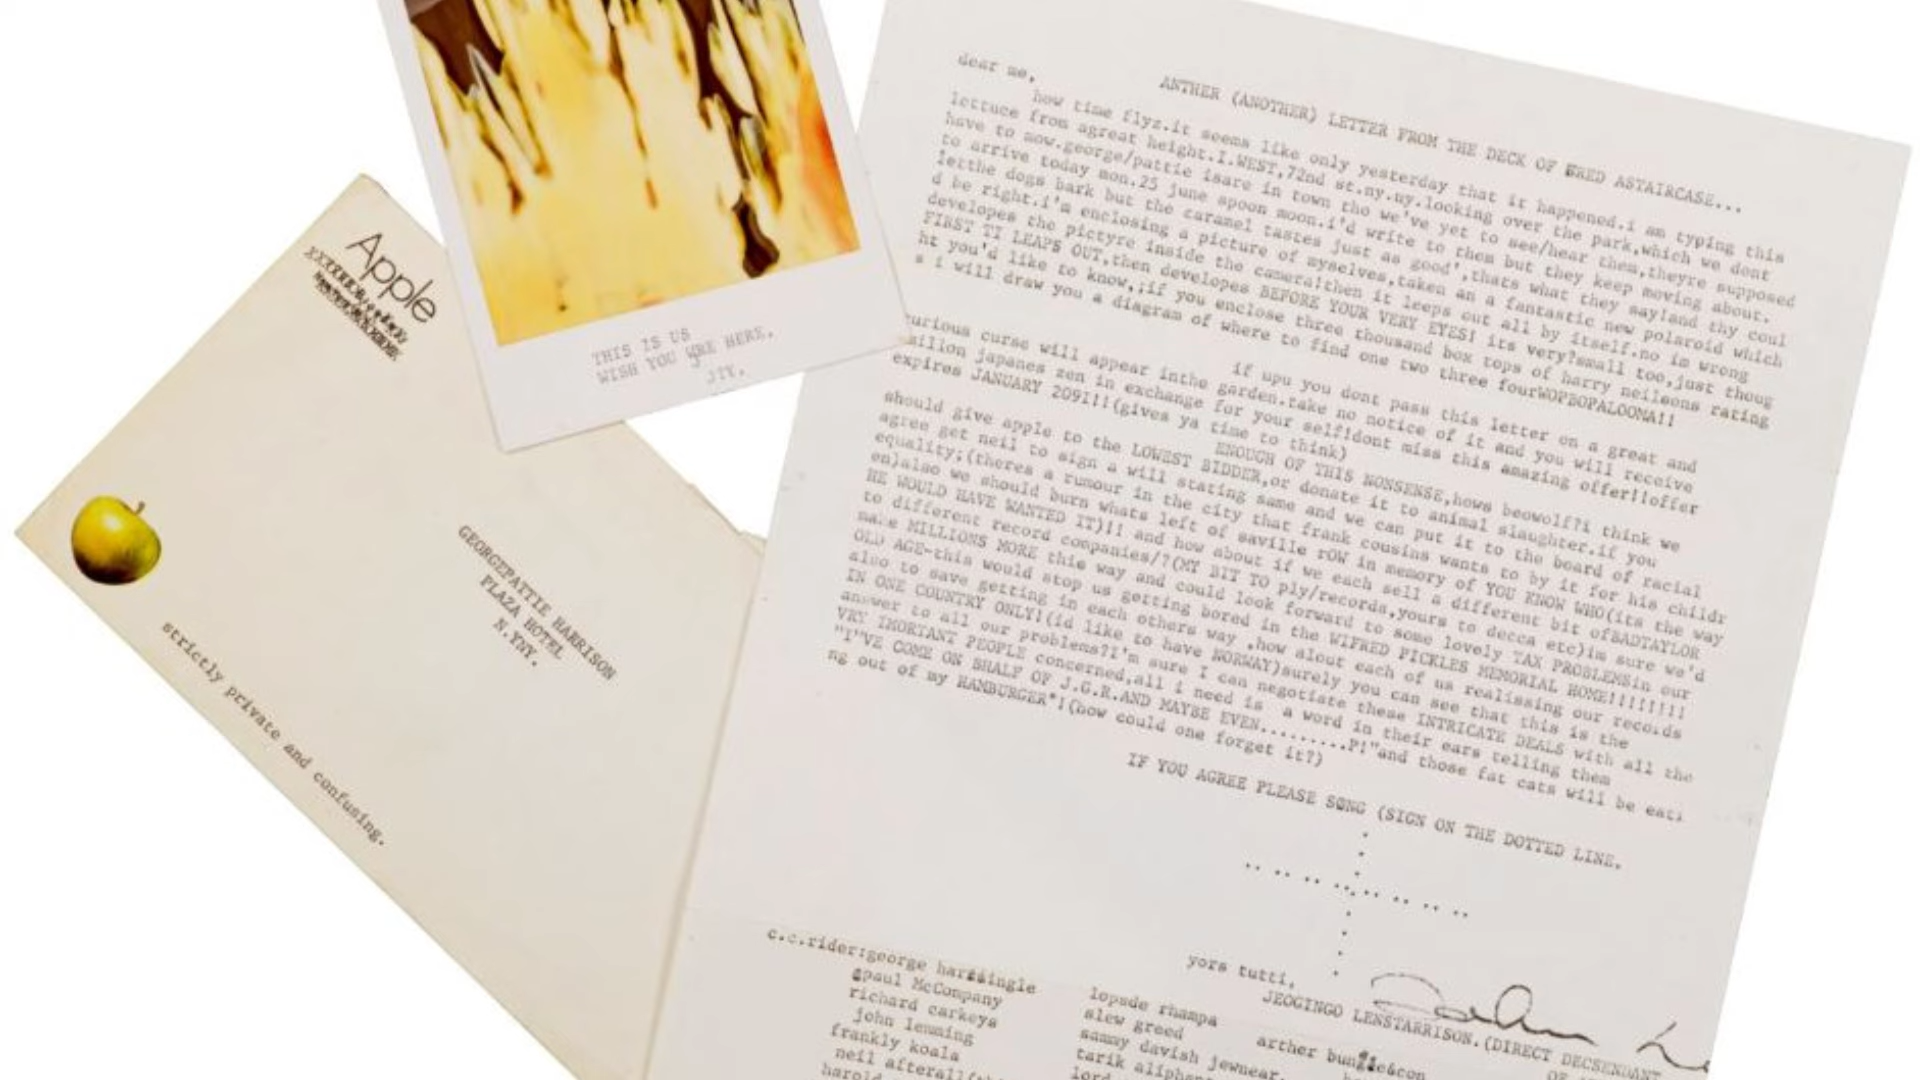 dear me,
ANTHER (ANOTHER) LETTER FROM THE DECK OF BRED ASTAIRCASE...
how time flyz.it seems like only yesterday that it happened.i am typing this
lettuce from agreat height.I.WEST,72nd st.ny.ny.looking over the park,which we dont
have to mow.george/pattie isare in town tho we've yet to see/hear them,theyre supposed
to arrive today mon.25 june spoon moon.i'd write to them but they keep moving about.
letthe dogs bark but the caramel tastes just as good',thats what they say!and thy coul
d be right.i'm enclosing a picture of myselves,taken an a fantastic new polaroid which
developes the pictyre inside the camera!then it leeps out all by itself.no im wrong
FIRST TI LEAPS OUT,then developes BEFORE YOUR VERY EYES! its very?small too,just thoug
ht you'd like to know,;if you enclose three thousand box tops of harry neilsons rating
s i will draw you a diagram of where to find one two three fourWOPBOPALOOMA!!
if upu you dont pass this letter on a great and
curious curse will appear inthe garden.take no notice of it and you will receive
million japanes zen in exchange for your self!dont miss this amazing offer!!offer
expires JANUARY 2091!!(gives ya time to think)
ENOUGH OF THIS NONSENSE,hows beowolf?i think we
should give apple to the LOWEST BIDDER,or donate it to animal slaughter.if you
agree get neil to sign a will stating same and we can put it to the board of racial
equality;(theres a rumour in the city that frank cousins wants to by it for his childr
en)also we should burn whats left of saville rOW in memory of YOU KNOW WHO(its the way
HE WOULD HAVE WANTED IT)!! and how about if we each sell a different bit ofBADTAYLOR
to different record companies/?(MY BIT TO ply/records,yours to decca etc)im sure we'd
make MILLIONS MORE this way and could look forward to some lovely TAX PROBLEMSin our
OLD AGE-this would stop us getting bored in the WIFRED PICKLES MEMORIAL HOME!!!!!!!!!
also to save getting in each others way ,how alout each of us realising our records
IN ONE COUNTRY ONLY!(id like to have NORWAY)surely you can see that this is the
answer to all our problems?I'm sure I can negotiate these INTRICATE DEALS with all the
VRY IMORTANT PEOPLE concerned,all i need is a word in their ears telling them
"I"VE COME ON BHALF OF J.G.R.AND MAYBE EVEN.........P!"and those fat cats will be eati
ng out of my HAMBURGER*!(how could one forget it?)
IF YOU AGREE PLEASE SONG (SIGN ON THE DOTTED LINE.
yors tutti,
JEOGINGO LENSTARRISON.(DIRECT DECSENDANT
c.c.rider:george harisingle
paul McCompany
richard carkeys
john lemming
frankly koala
neil afterall
lopsde rhampa
slew greed
sammy davish jewnear.
tarik
lord
arther
THIS IS US
WISH YOU WRE HERE.
JTY.
Apple
GEORGEPATTIE HARRISON
PLAZA HOTEL
N.YNY.
strictly private and confusing.